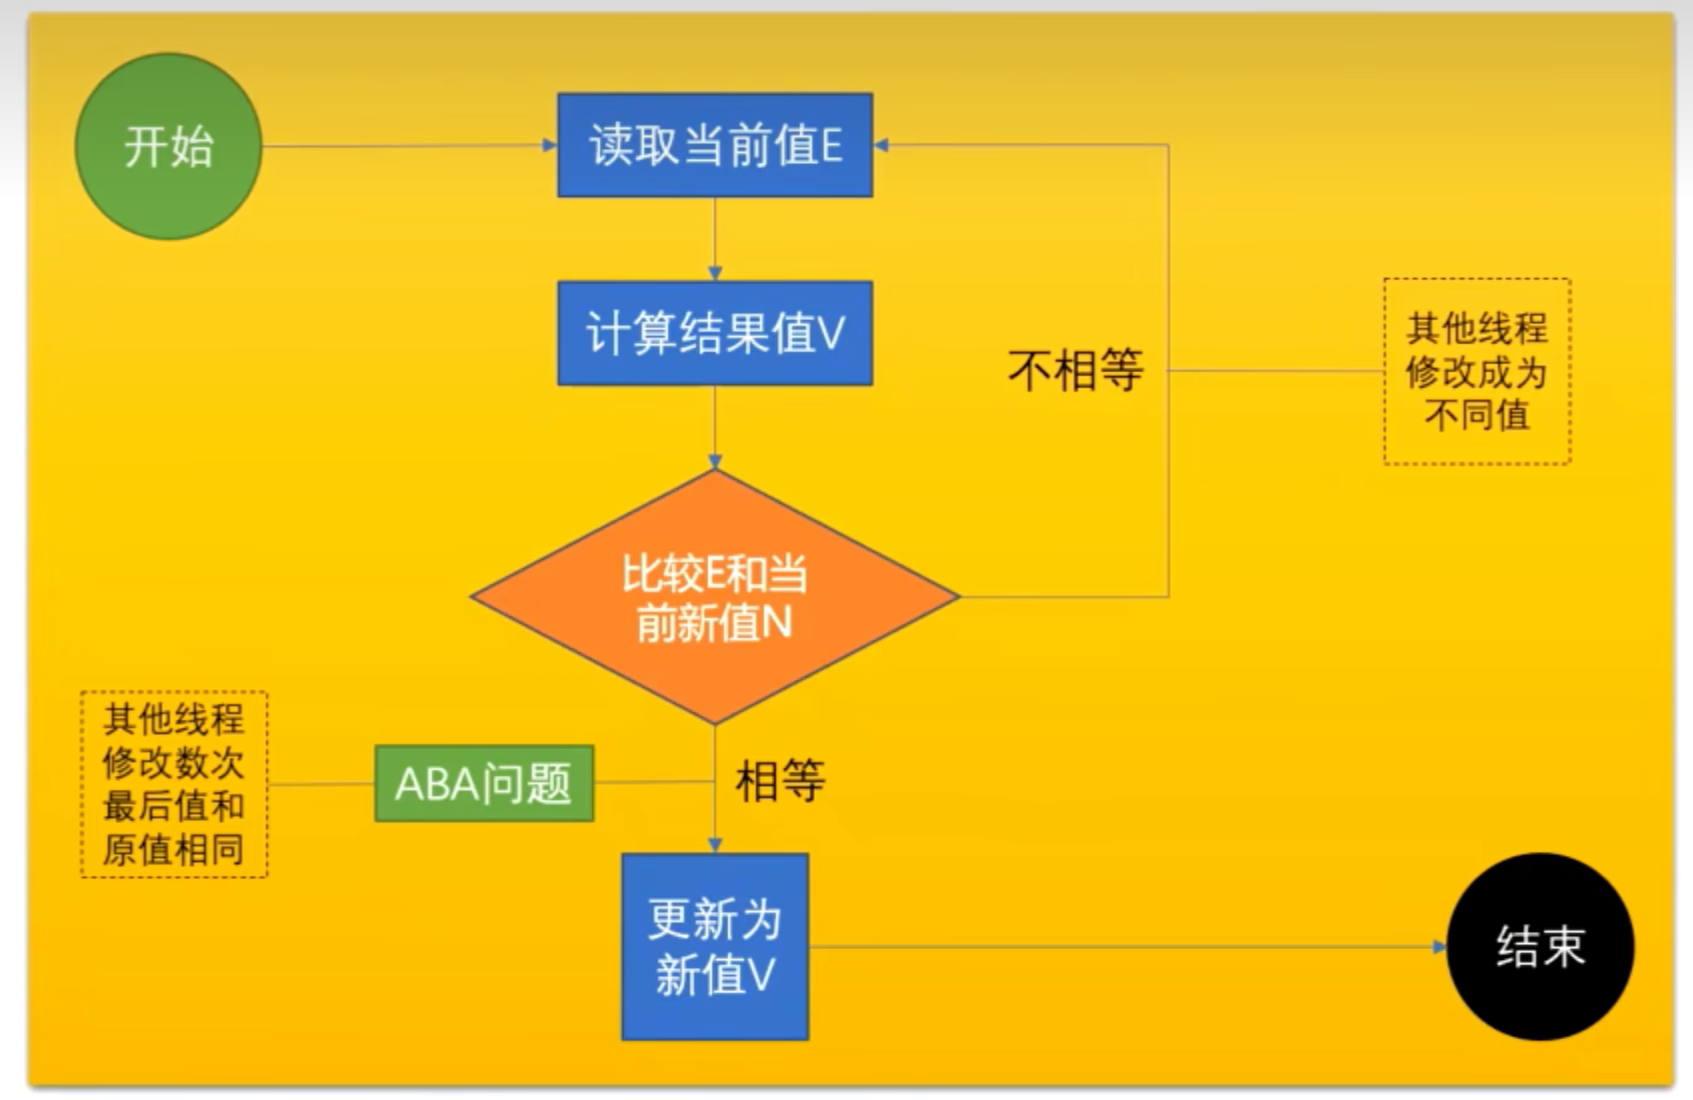 开始
读取当前值E
计算结果值V
不相等
其他线程
修改成为
不同值
比较E和当
前新值N
其他线程
修改数次
最后值和
原值相同
ABA问题
相等
更新为
新值V
结束